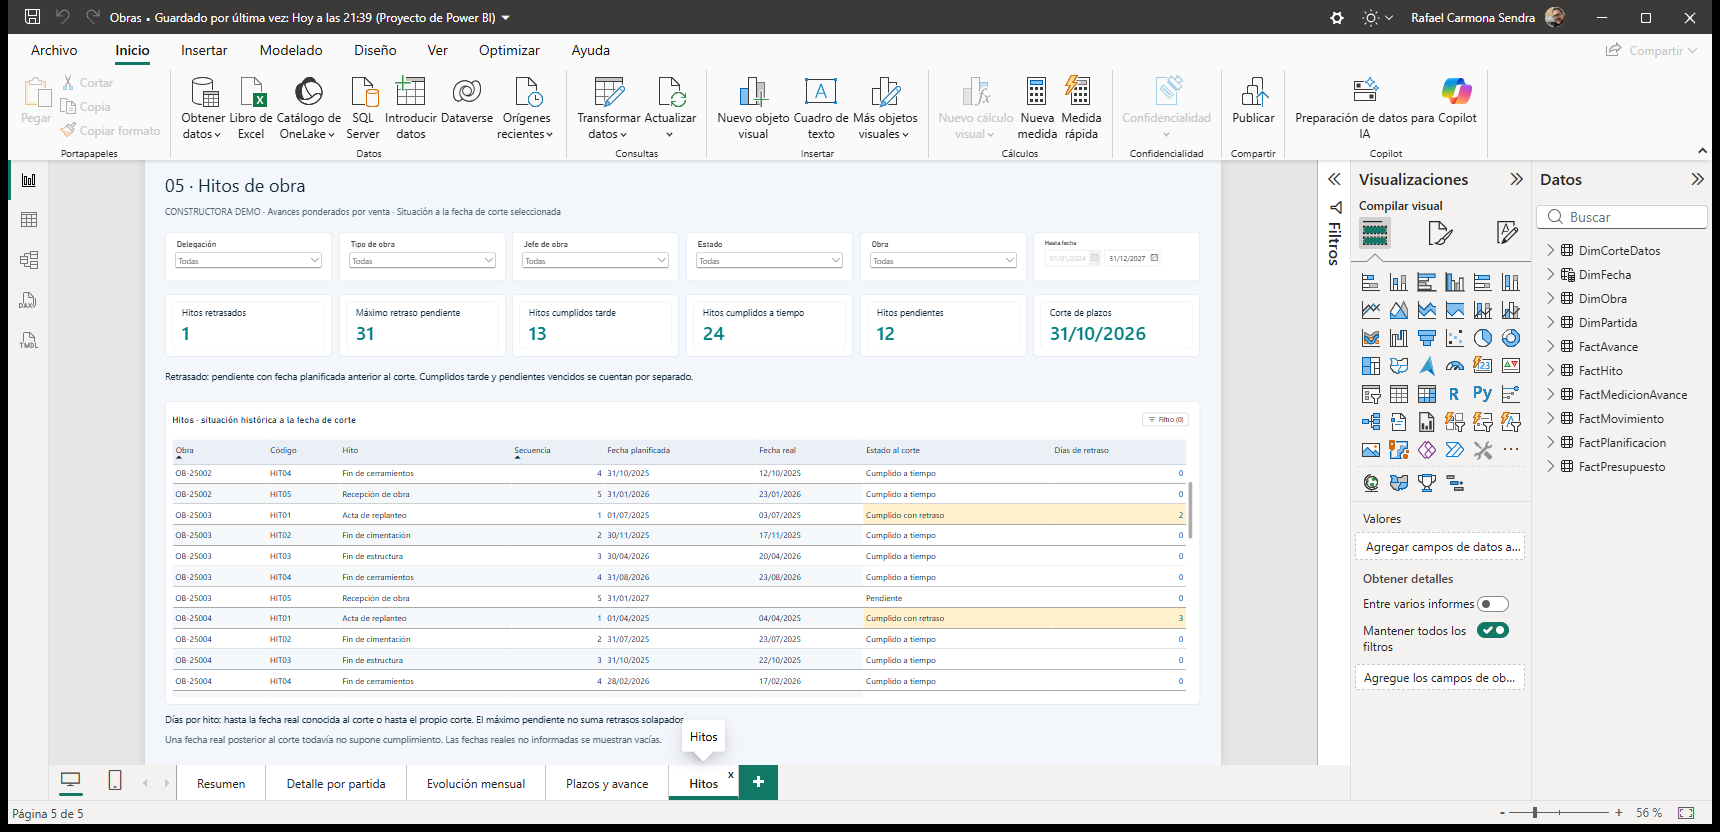 Obras • Guardado por última vez: Hoy a las 21:39 (Proyecto de Power BI)
Rafael Carmona Sendra
Archivo
Inicio
Insertar
Modelado
Diseño
Ver
Optimizar
Ayuda
Compartir
Pegar
Cortar
Copia
Copiar formato
Portapapeles
Obtener datos
Libro de Excel
Catálogo de OneLake
SQL Server
Introducir datos
Dataverse
Orígenes recientes
Datos
Transformar datos
Actualizar
Consultas
Nuevo objeto visual
Cuadro de texto
Más objetos visuales
Insertar
Nuevo cálculo visual
Nueva medida
Medida rápida
Cálculos
Confidencialidad
Confidencialidad
Publicar
Compartir
Preparación de datos para IA
Copilot
Copilot
DAX
TMDL
05 · Hitos de obra
CONSTRUCTORA DEMO · Avances ponderados por venta · Situación a la fecha de corte seleccionada
Delegación
Todas
Tipo de obra
Todas
Jefe de obra
Todas
Estado
Todas
Obra
Todas
Hasta fecha
01/01/2024 31/12/2027
Hitos retrasados
1
Máximo retraso pendiente
31
Hitos cumplidos tarde
13
Hitos cumplidos a tiempo
24
Hitos pendientes
12
Corte de plazos
31/10/2026
Retrasado: pendiente con fecha planificada anterior al corte. Cumplidos tarde y pendientes vencidos se cuentan por separado.
Hitos · situación histórica a la fecha de corte
Filtro (0)
Obra Código Hito Secuencia Fecha planificada Fecha real Estado al corte Días de retraso
OB-25002 HIT04 Fin de cerramientos 4 31/10/2025 12/10/2025 Cumplido a tiempo 0
OB-25002 HIT05 Recepción de obra 5 31/01/2026 23/01/2026 Cumplido a tiempo 0
OB-25003 HIT01 Acta de replanteo 1 01/07/2025 03/07/2025 Cumplido con retraso 2
OB-25003 HIT02 Fin de cimentación 2 30/11/2025 17/11/2025 Cumplido a tiempo 0
OB-25003 HIT03 Fin de estructura 3 30/04/2026 20/04/2026 Cumplido a tiempo 0
OB-25003 HIT04 Fin de cerramientos 4 31/08/2026 23/08/2026 Cumplido a tiempo 0
OB-25003 HIT05 Recepción de obra 5 31/01/2027 Pendiente 0
OB-25004 HIT01 Acta de replanteo 1 01/04/2025 04/04/2025 Cumplido con retraso 3
OB-25004 HIT02 Fin de cimentación 2 31/07/2025 23/07/2025 Cumplido a tiempo 0
OB-25004 HIT03 Fin de estructura 3 31/10/2025 22/10/2025 Cumplido a tiempo 0
OB-25004 HIT04 Fin de cerramientos 4 28/02/2026 17/02/2026 Cumplido a tiempo 0
Días por hito: hasta la fecha real conocida al corte o hasta el propio corte. El máximo pendiente no suma retrasos solapados
Una fecha real posterior al corte todavía no supone cumplimiento. Las fechas reales no informadas se muestran vacías.
Hitos
Filtros
Visualizaciones
Compilar visual
123
R
Py
Valores
Agregar campos de datos a...
Obtener detalles
Entre varios informes
Mantener todos los filtros
Agregue los campos de ob...
Datos
Buscar
DimCorteDatos
DimFecha
DimObra
DimPartida
FactAvance
FactHito
FactMedicionAvance
FactMovimiento
FactPlanificacion
FactPresupuesto
Resumen
Detalle por partida
Evolución mensual
Plazos y avance
Hitos
x
+
Página 5 de 5
- + 56 %